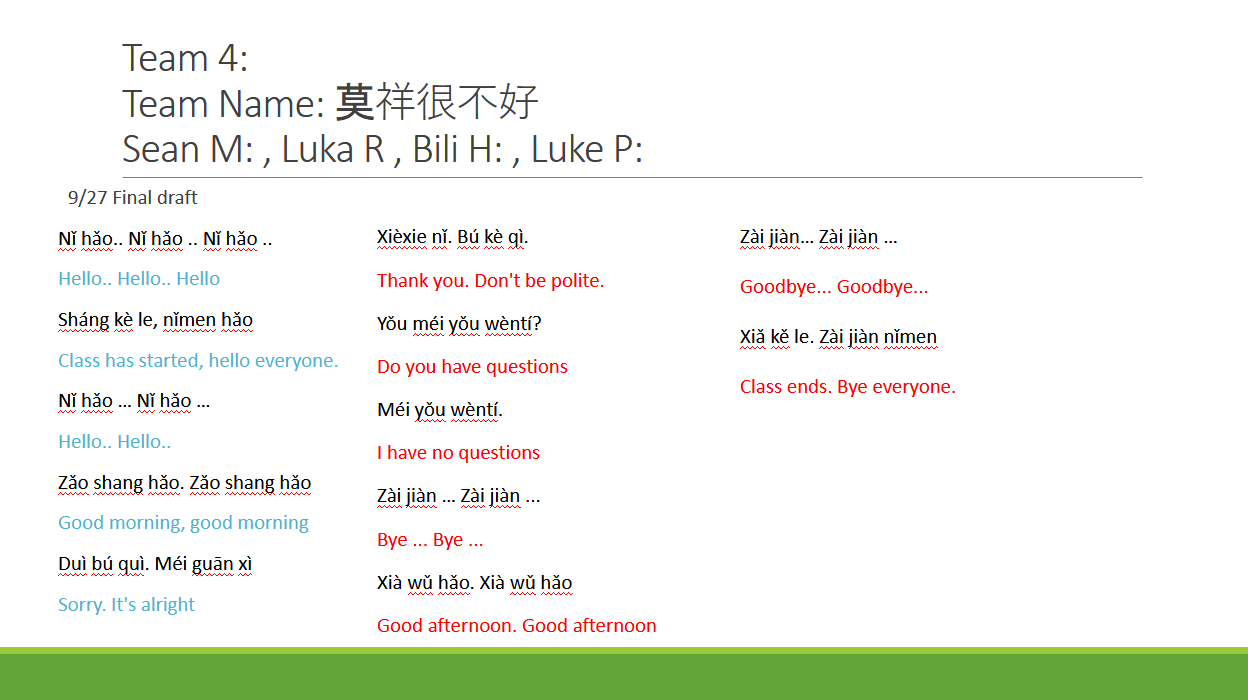 Team 4:
Team Name: 莫祥很不好
Sean M: , Luka R , Bili H: , Luke P:
9/27 Final draft
Nǐ hǎo.. Nǐ hǎo .. Nǐ hǎo ..
Hello.. Hello.. Hello
Sháng kè le, nǐmen hǎo
Class has started, hello everyone.
Nǐ hǎo ... Nǐ hǎo ...
Hello.. Hello..
Zǎo shang hǎo. Zǎo shang hǎo
Good morning, good morning
Duì bú quì. Méi guān xì
Sorry. It's alright
Xièxie nǐ. Bú kè qì.
Thank you. Don't be polite.
Yǒu méi yǒu wèntí?
Do you have questions
Méi yǒu wèntí.
I have no questions
Zài jiàn ... Zài jiàn ...
Bye ... Bye ...
Xià wǔ hǎo. Xià wǔ hǎo
Good afternoon. Good afternoon
Zài jiàn... Zài jiàn ...
Goodbye... Goodbye...
Xiǎ kě le. Zài jiàn nǐmen
Class ends. Bye everyone.